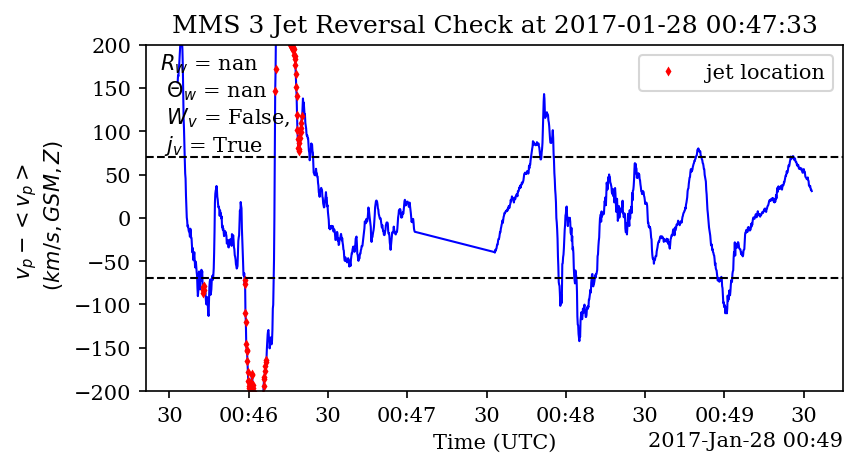 MMS 3 Jet Reversal Check at 2017-01-28 00:47:33
R_w = nan
Θ_w = nan
W_v = False,
j_v = True
jet location
v_p − < v_p >
(km/s, GSM, Z)
200
150
100
50
0
−50
−100
−150
−200
30 00:46 30 00:47 30 00:48 30 00:49 30
Time (UTC)
2017-Jan-28 00:49